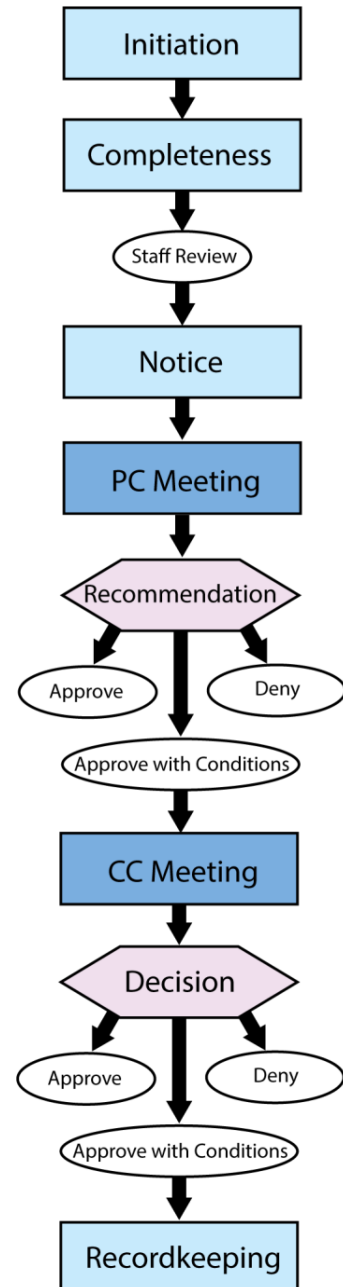 Initiation
Completeness
Staff Review
Notice
PC Meeting
Recommendation
Approve
Deny
Approve with Conditions
CC Meeting
Decision
Approve
Deny
Approve with Conditions
Recordkeeping